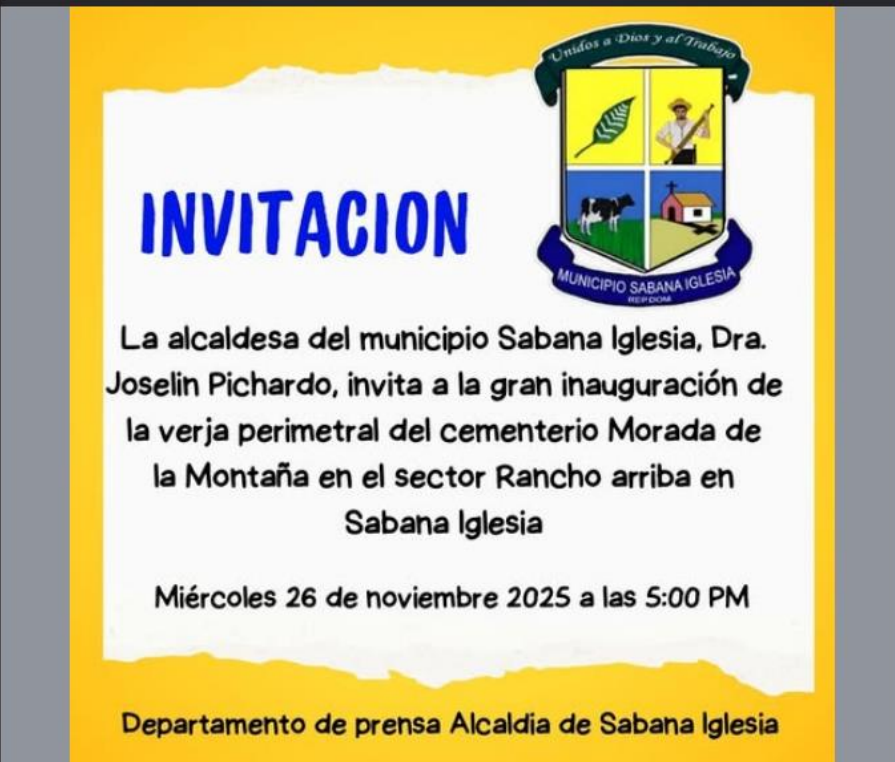 Unidos a Dios y al Trabajo
MUNICIPIO SABANA IGLESIA
REP DOM
INVITACION
La alcaldesa del municipio Sabana Iglesia, Dra.
Joselin Pichardo, invita a la gran inauguración de
la verja perimetral del cementerio Morada de
la Montaña en el sector Rancho arriba en
Sabana Iglesia
Miércoles 26 de noviembre 2025 a las 5:00 PM
Departamento de prensa Alcaldia de Sabana Iglesia